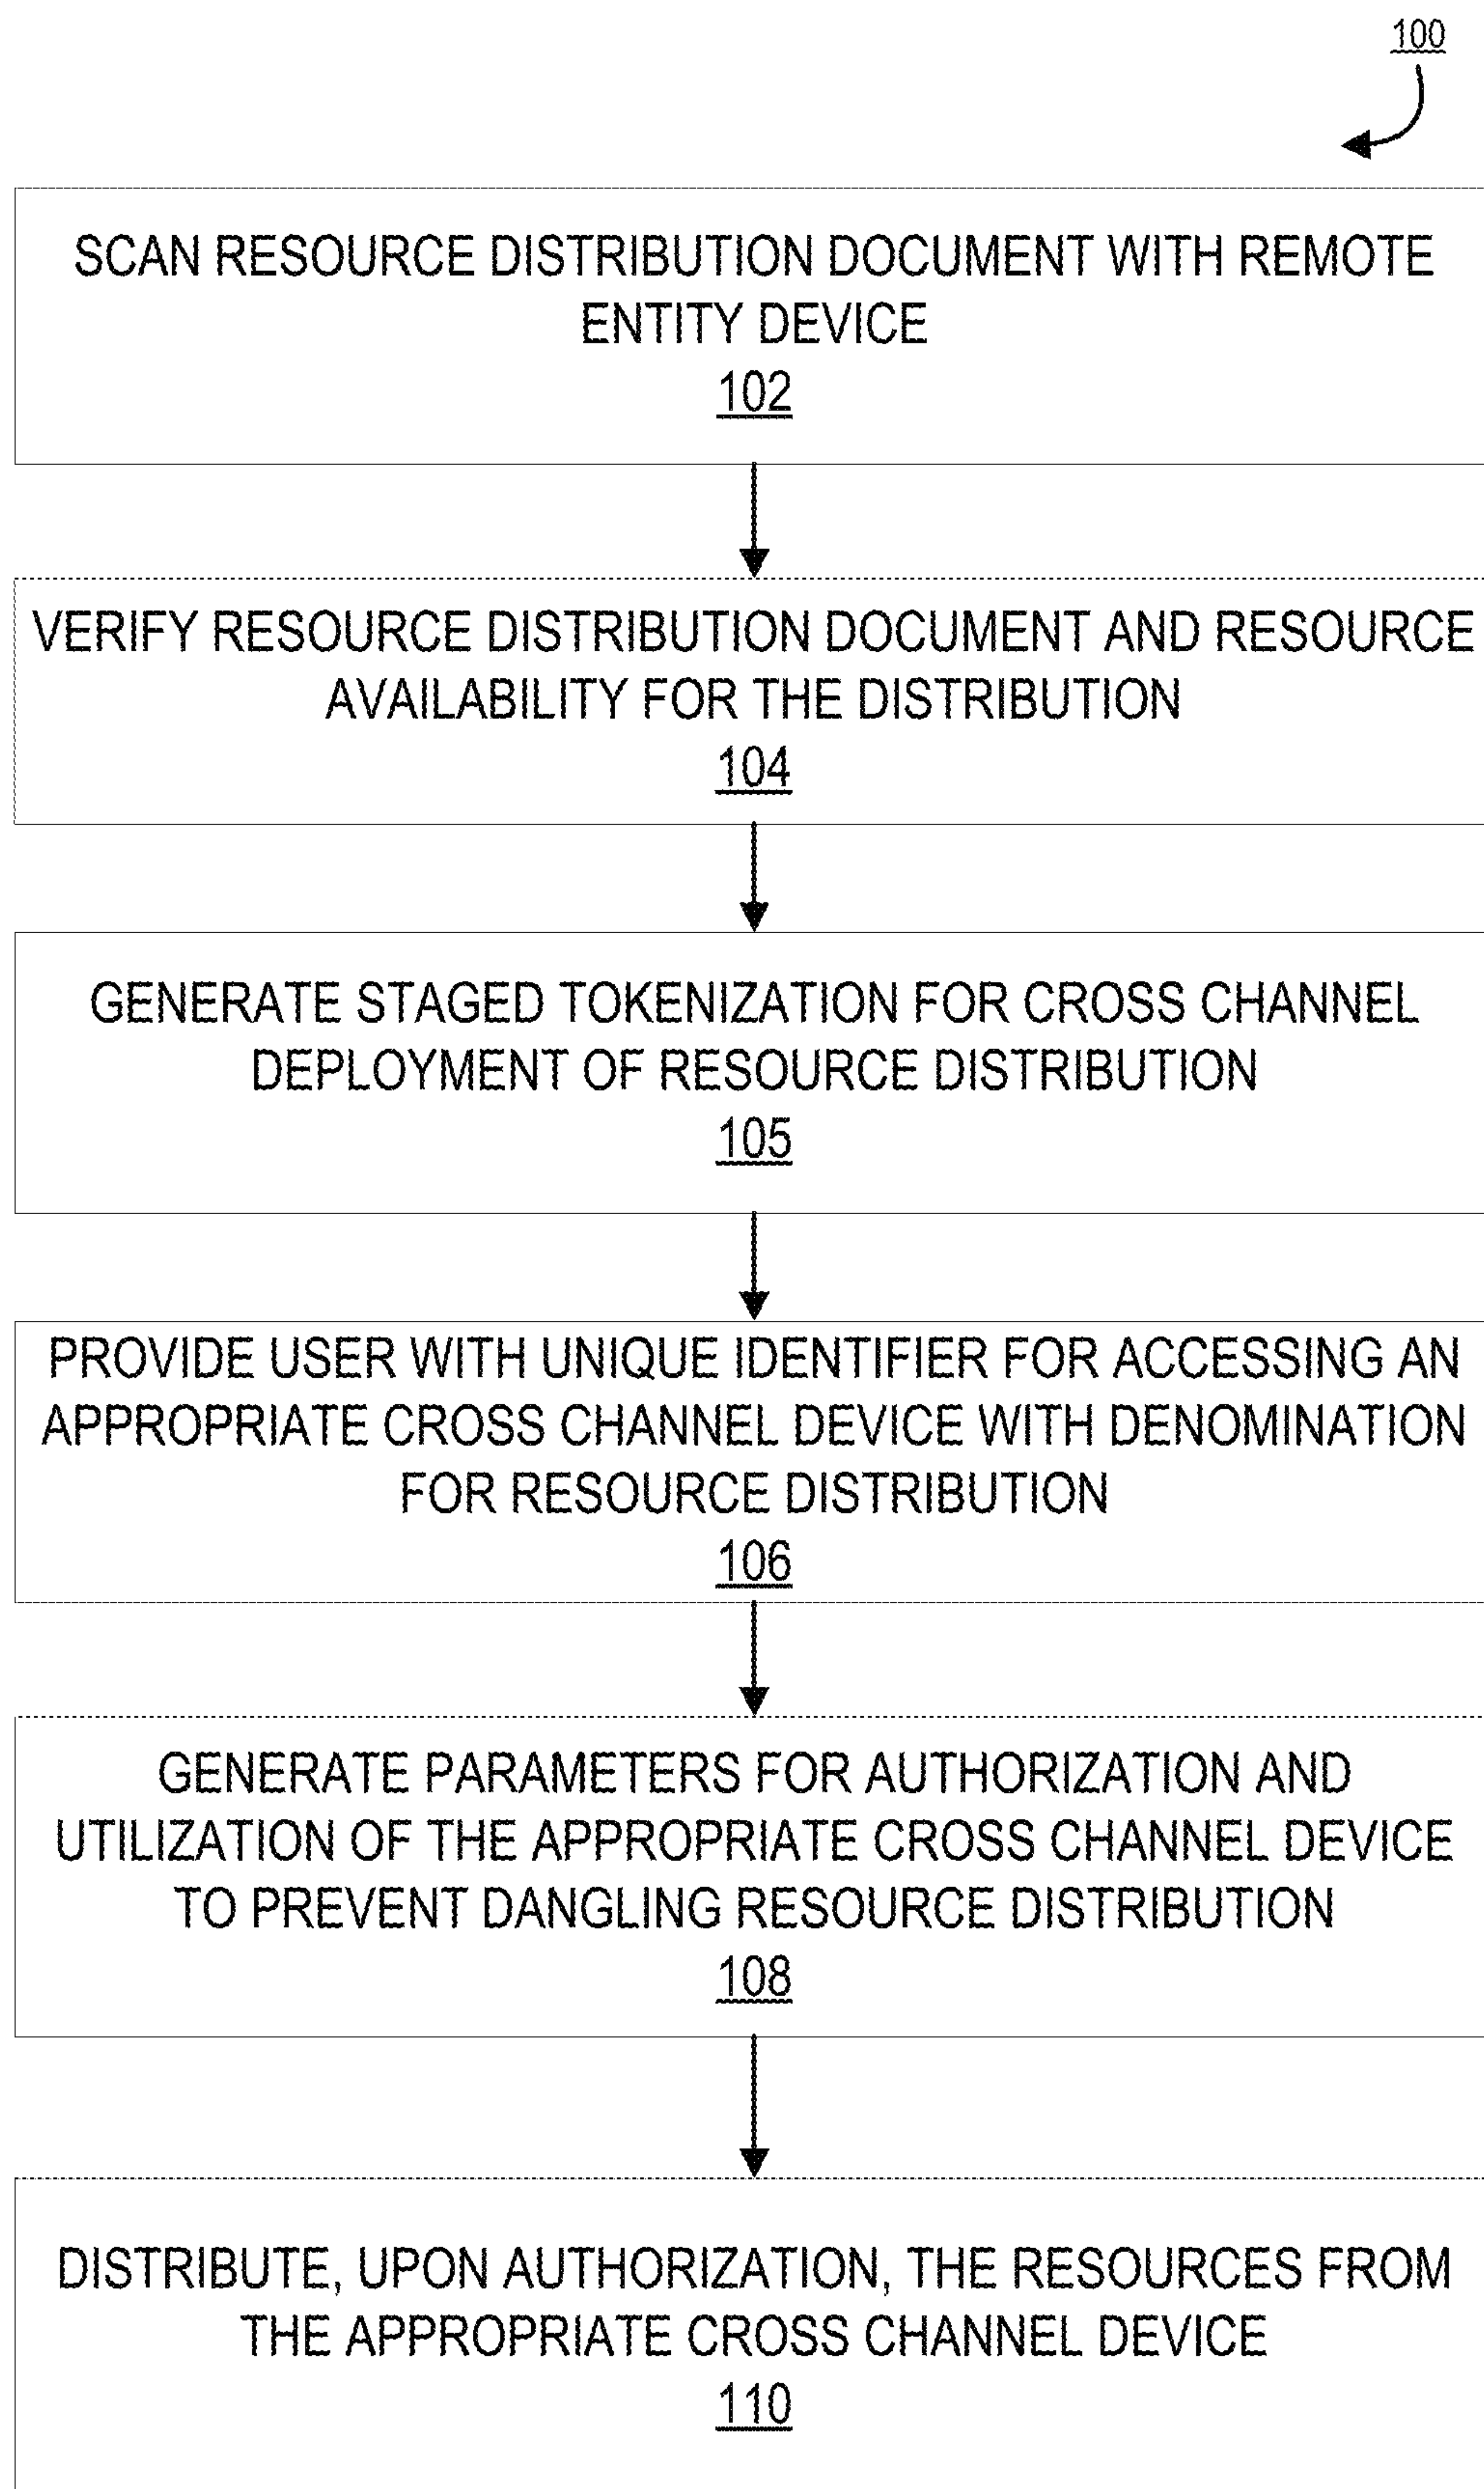 100
SCAN RESOURCE DISTRIBUTION DOCUMENT WITH REMOTE
ENTITY DEVICE
102
VERIFY RESOURCE DISTRIBUTION DOCUMENT AND RESOURCE
AVAILABILITY FOR THE DISTRIBUTION
104
GENERATE STAGED TOKENIZATION FOR CROSS CHANNEL
DEPLOYMENT OF RESOURCE DISTRIBUTION
105
PROVIDE USER WITH UNIQUE IDENTIFIER FOR ACCESSING AN
APPROPRIATE CROSS CHANNEL DEVICE WITH DENOMINATION
FOR RESOURCE DISTRIBUTION
106
GENERATE PARAMETERS FOR AUTHORIZATION AND
UTILIZATION OF THE APPROPRIATE CROSS CHANNEL DEVICE
TO PREVENT DANGLING RESOURCE DISTRIBUTION
108
DISTRIBUTE, UPON AUTHORIZATION, THE RESOURCES FROM
THE APPROPRIATE CROSS CHANNEL DEVICE
110